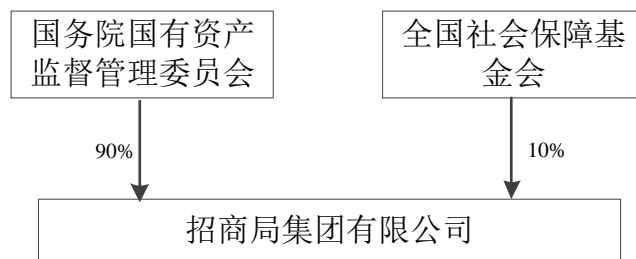 国务院国有资产
监督管理委员会
全国社会保障基
金会
90%
10%
招商局集团有限公司